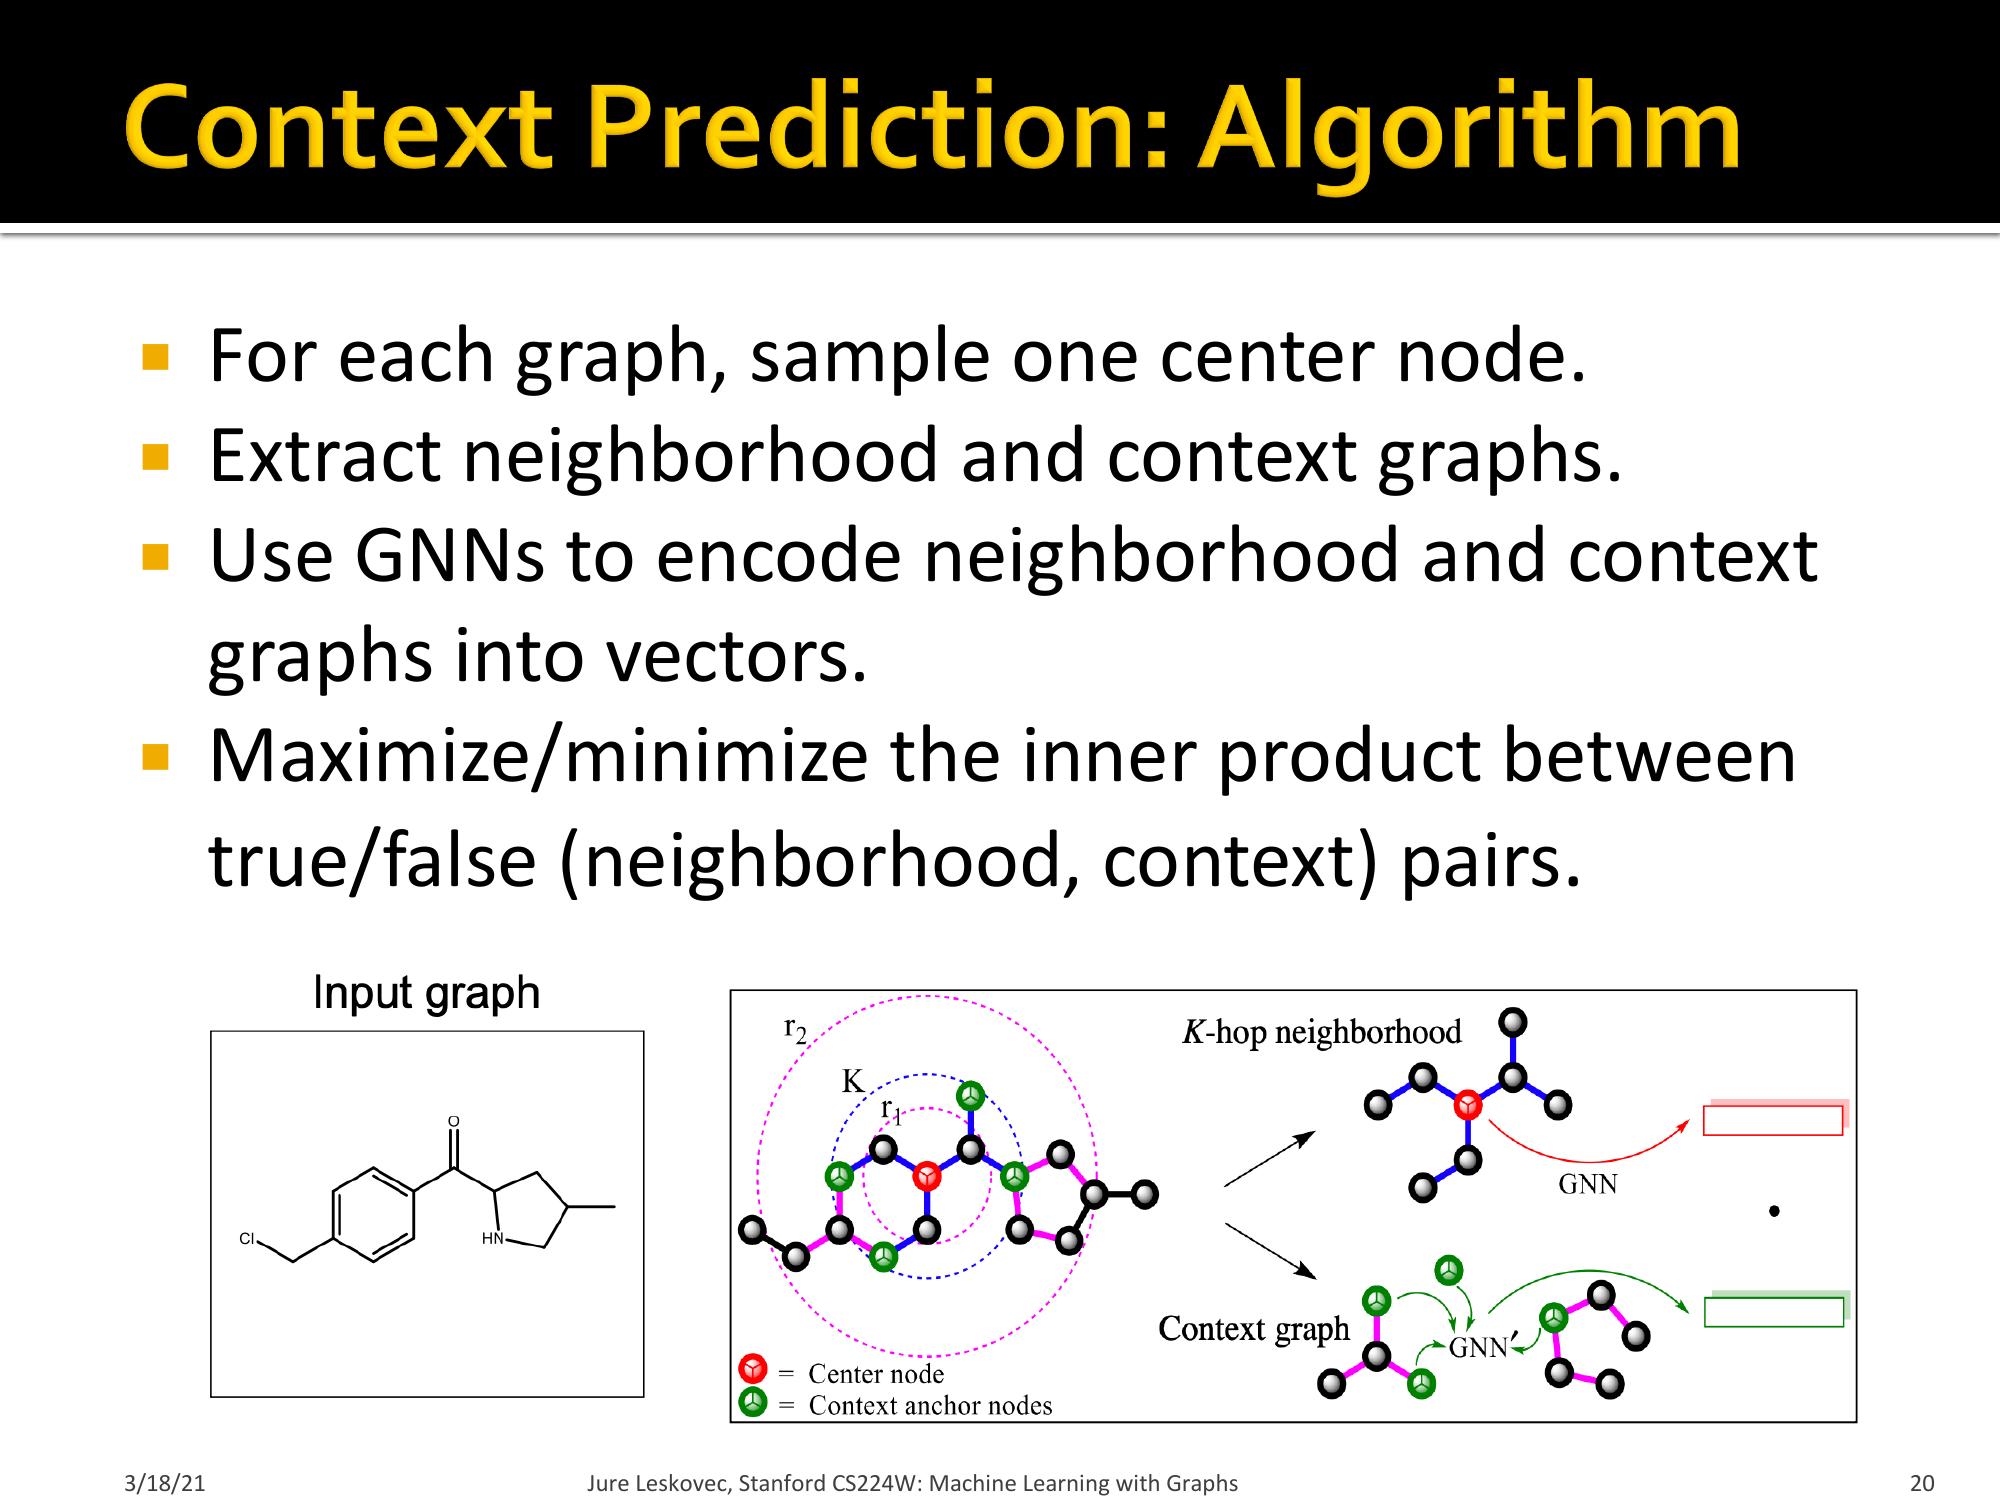 Context Prediction: Algorithm
For each graph, sample one center node.
Extract neighborhood and context graphs.
Use GNNs to encode neighborhood and context
graphs into vectors.
Maximize/minimize the inner product between
true/false (neighborhood, context) pairs.
Input graph
O
Cl
HN
r₂
K
r₁
K-hop neighborhood
GNN
Context graph
GNN′
= Center node
= Context anchor nodes
3/18/21
Jure Leskovec, Stanford CS224W: Machine Learning with Graphs
20